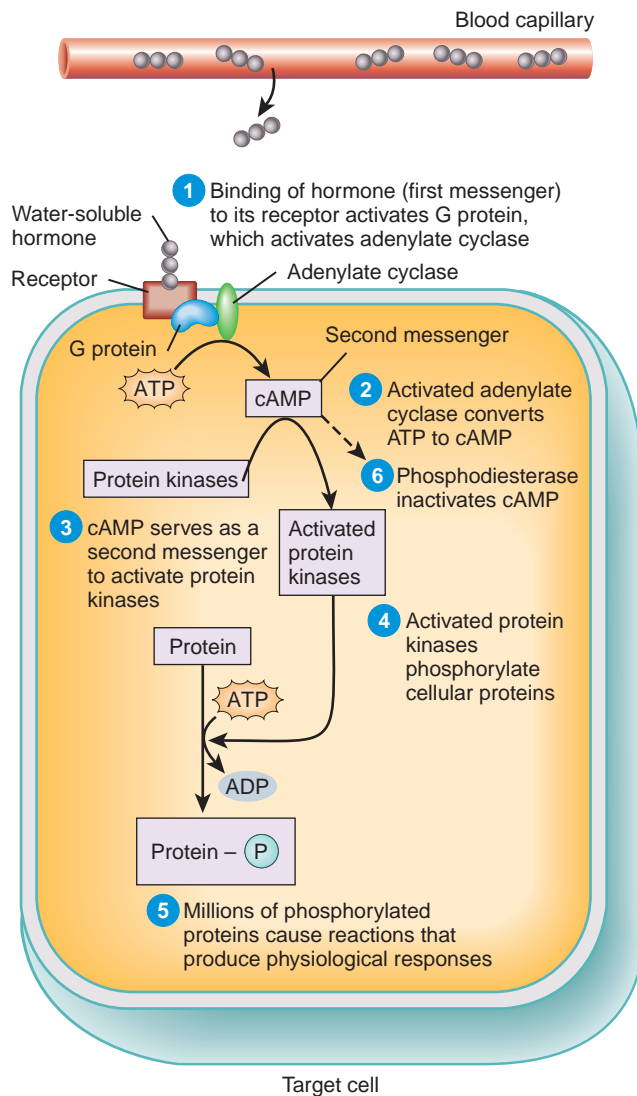 Blood capillary
1 Binding of hormone (first messenger)
to its receptor activates G protein,
which activates adenylate cyclase
Water-soluble
hormone
Receptor
Adenylate cyclase
G protein
ATP
Second messenger
cAMP
2 Activated adenylate
cyclase converts
ATP to cAMP
Protein kinases
6 Phosphodiesterase
inactivates cAMP
3 cAMP serves as a
second messenger
to activate protein
kinases
Activated
protein
kinases
4 Activated protein
kinases
phosphorylate
cellular proteins
Protein
ATP
ADP
Protein – P
5 Millions of phosphorylated
proteins cause reactions that
produce physiological responses
Target cell